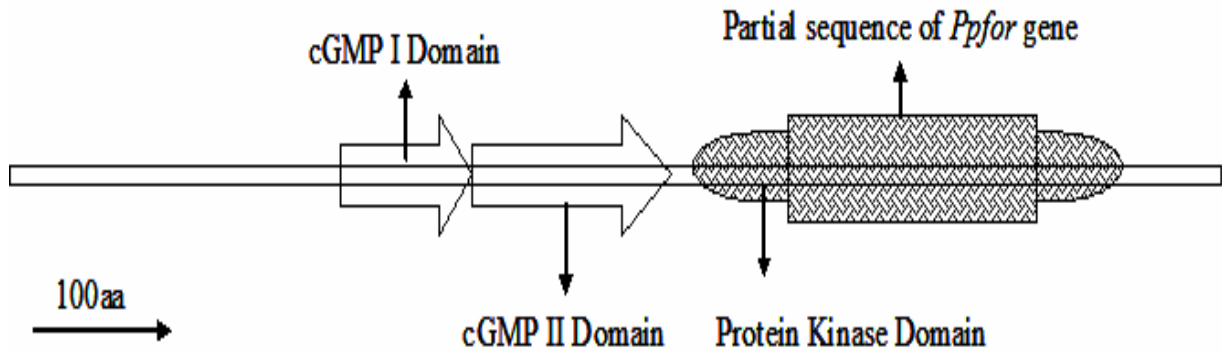 Partial sequence of Ppfor gene
cGMP I Domain
100aa
cGMP II Domain
Protein Kinase Domain